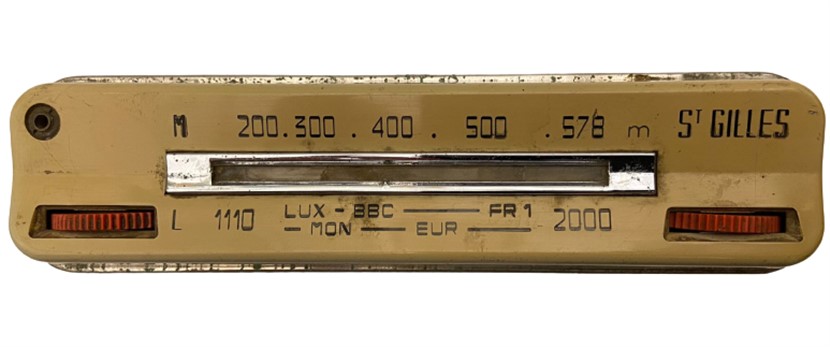 M 200.300 . 400 . 500 . 578 m ST GILLES
L 1110 LUX - BBC — FR 1 2000
— MON — EUR —